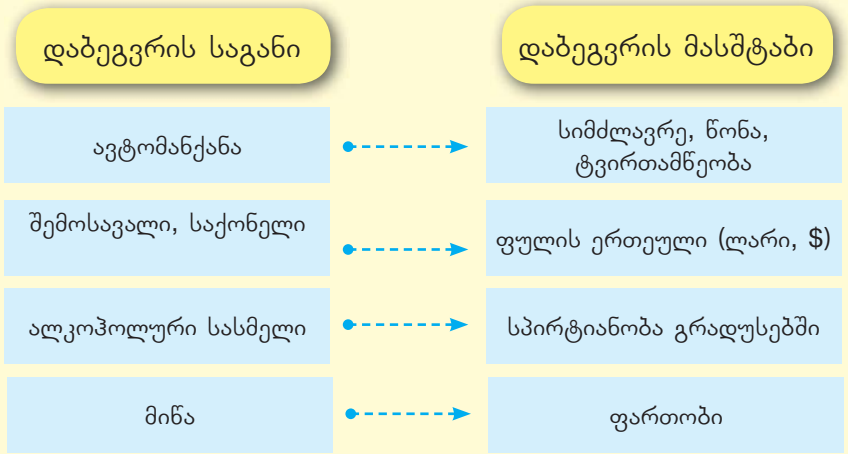 დაბეგვრის საგანი
დაბეგვრის მასშტაბი
ავტომანქანა
სიმძლავრე, წონა,
ტვირთამწეობა
შემოსავალი, საქონელი
ფულის ერთეული (ლარი, $)
ალკოჰოლური სასმელი
სპირტიანობა გრადუსებში
მიწა
ფართობი